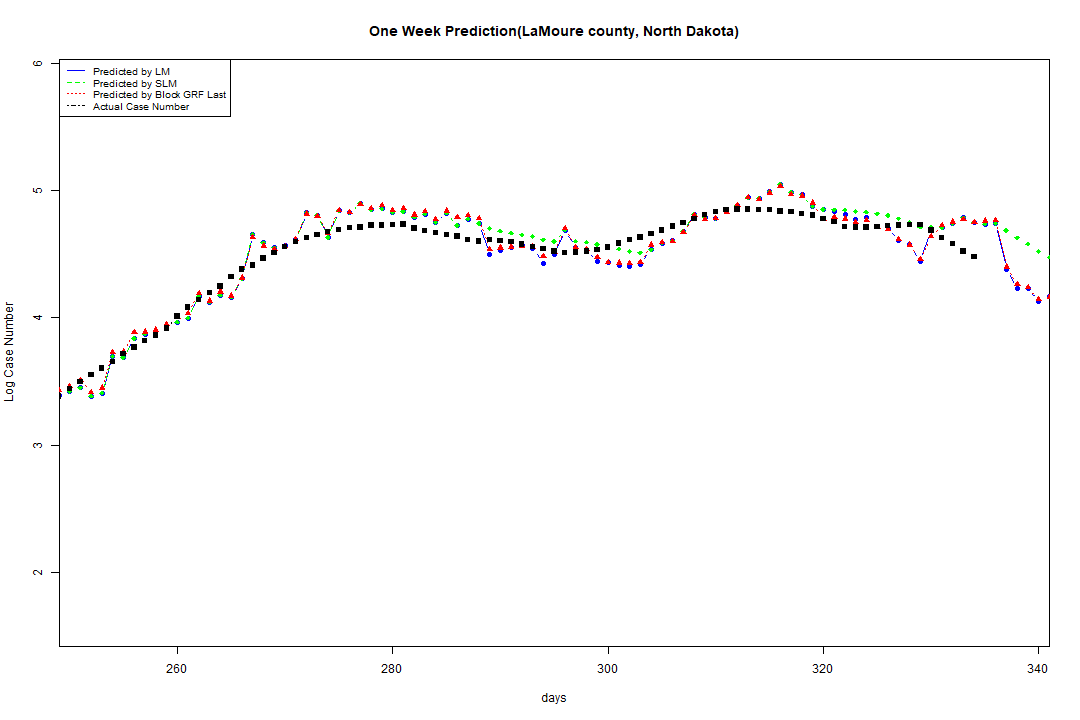 One Week Prediction(LaMoure county, North Dakota)
Predicted by LM
Predicted by SLM
Predicted by Block GRF Last
Actual Case Number
6
5
4
3
2
Log Case Number
260 280 300 320 340
days